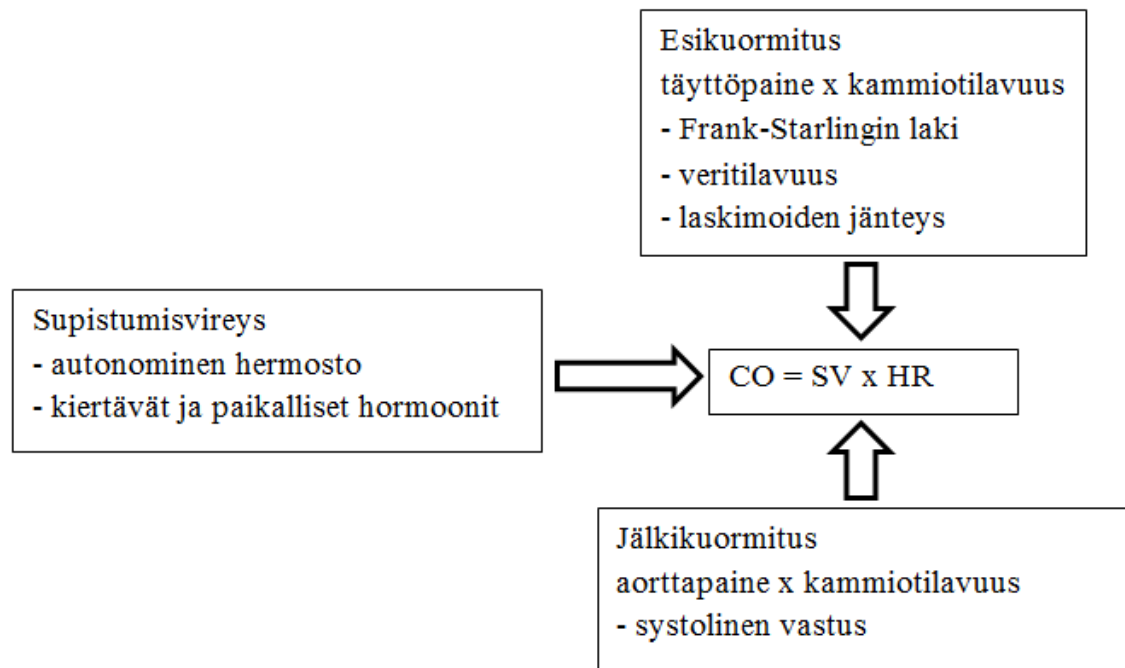 Esikuormitus
täyttöpaine x kammiotilavuus
- Frank-Starlingin laki
- veritilavuus
- laskimoiden jänteys
Supistumisvireys
- autonominen hermosto
- kiertävät ja paikalliset hormoonit
CO = SV x HR
Jälkikuormitus
aorttapaine x kammiotilavuus
- systolinen vastus